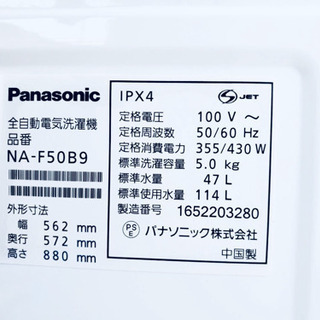 Panasonic
全自動電気洗濯機
品番
NA-F50B9
外形寸法
幅 562 mm
奥行 572 mm
高さ 880 mm
IPX4
S JET
定格電圧 100 V ～
定格周波数 50/60 Hz
定格消費電力 355/430 W
標準洗濯容量 5.0 kg
標準水量 47 L
標準使用水量 114 L
製造番号 1652203280
PSE パナソニック株式会社
中国製